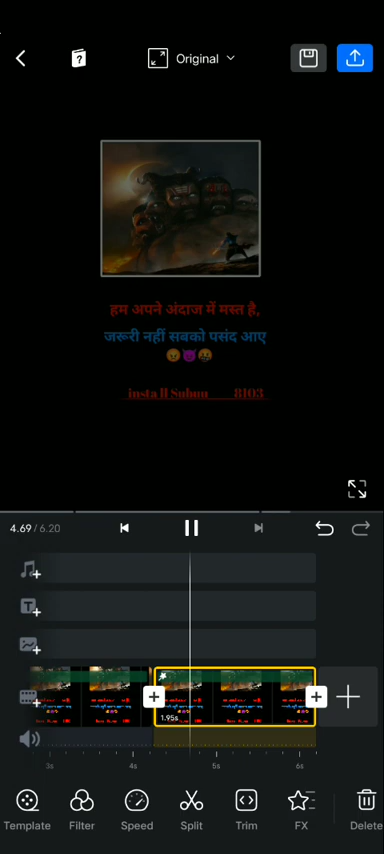 Original
हम अपने अंदाज में मस्त है,
जरूरी नहीं सबको पसंद आए
😠😈🤬
insta ll Suhuu 8103
4.69 / 6.20
1.95s
3s 4s 5s 6s
Template Filter Speed Split Trim FX Delete